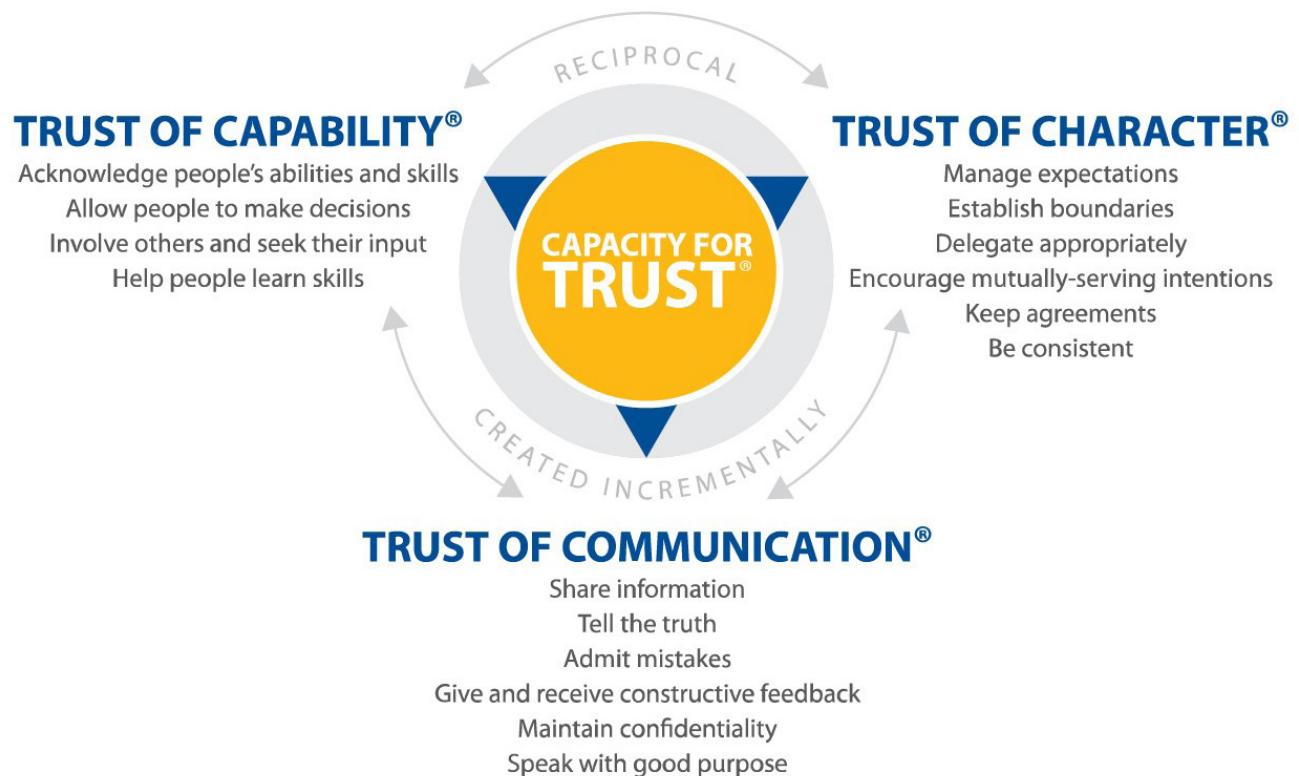 RECIPROCAL
TRUST OF CAPABILITY®
Acknowledge people's abilities and skills
Allow people to make decisions
Involve others and seek their input
Help people learn skills
TRUST OF CHARACTER®
Manage expectations
Establish boundaries
Delegate appropriately
Encourage mutually-serving intentions
Keep agreements
Be consistent
CAPACITY FOR
TRUST®
CREATED INCREMENTALLY
TRUST OF COMMUNICATION®
Share information
Tell the truth
Admit mistakes
Give and receive constructive feedback
Maintain confidentiality
Speak with good purpose